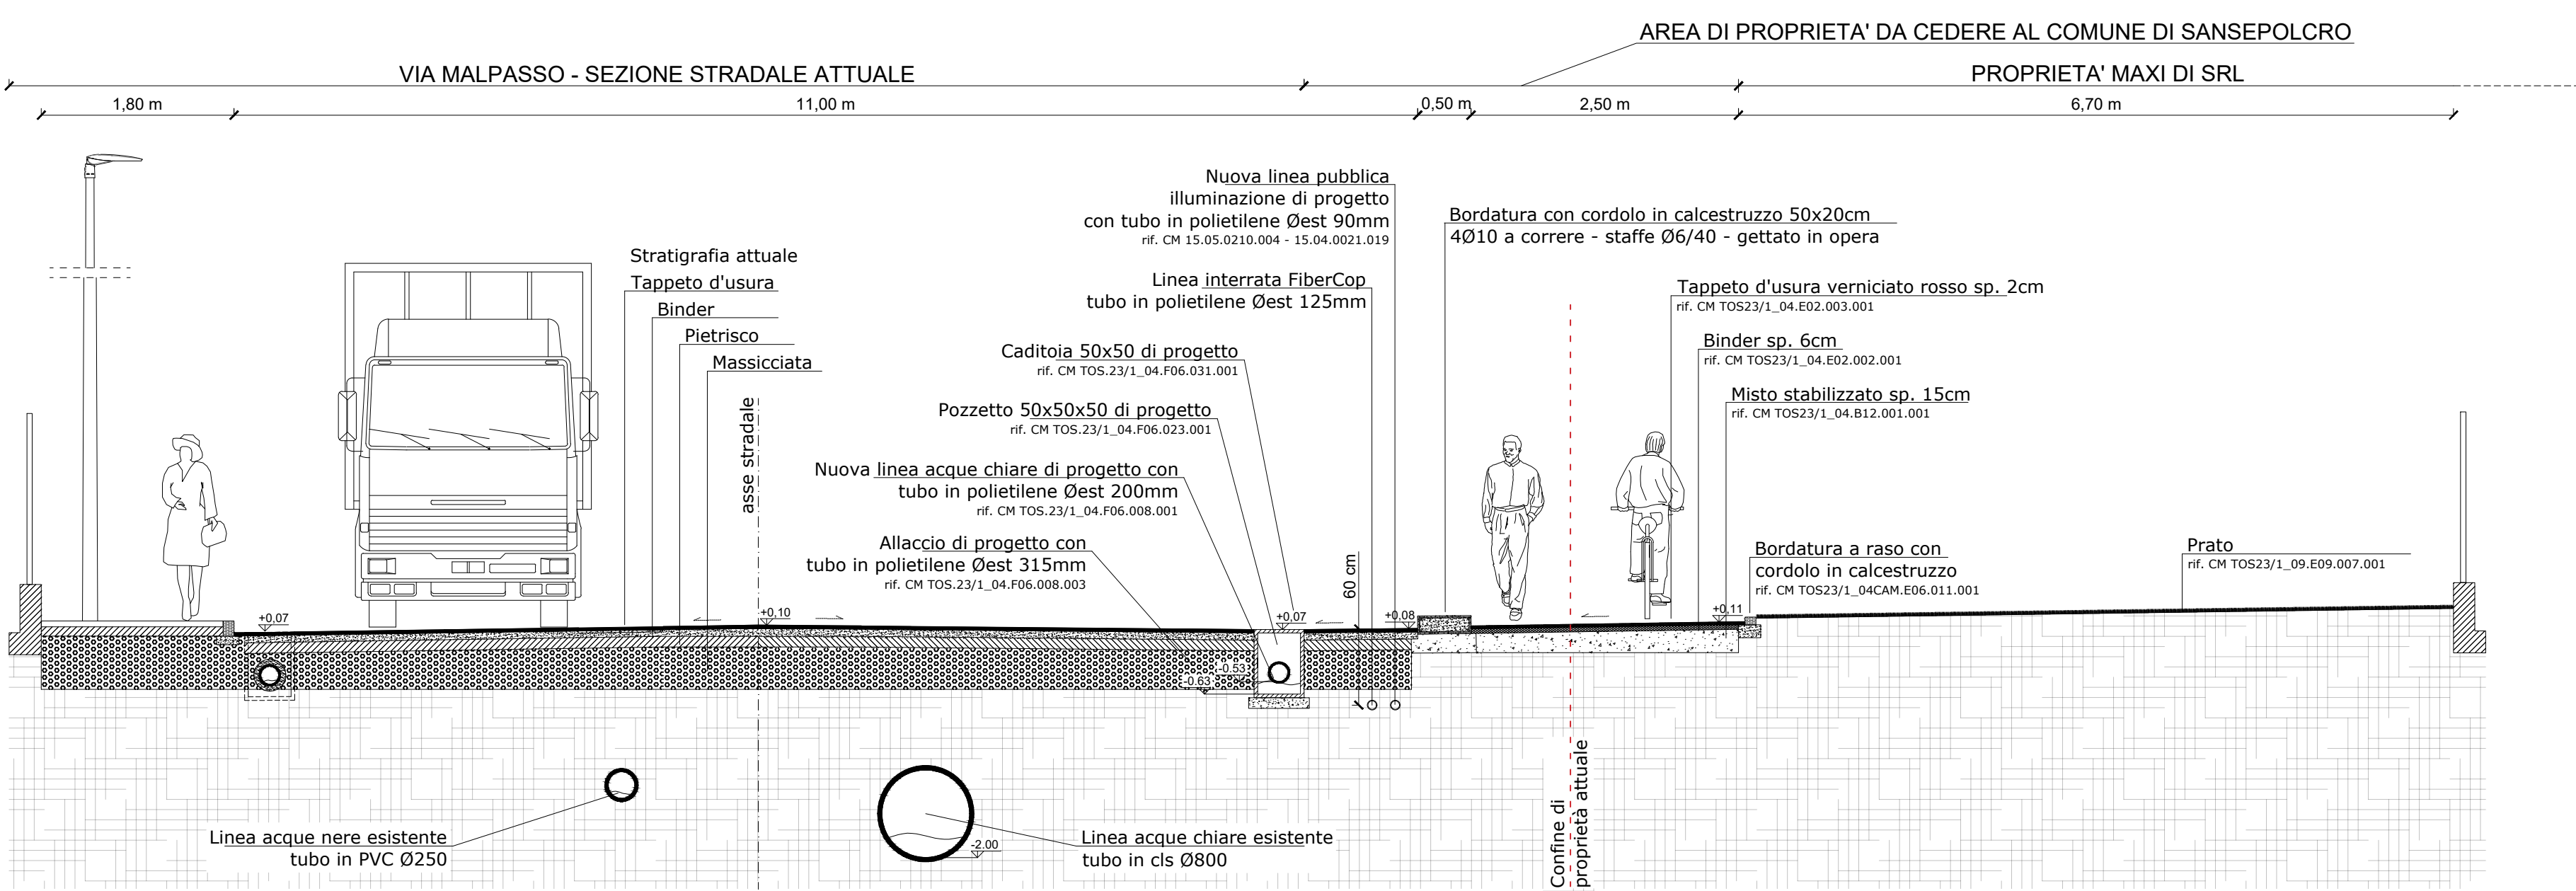 AREA DI PROPRIETA' DA CEDERE AL COMUNE DI SANSEPOLCRO
VIA MALPASSO - SEZIONE STRADALE ATTUALE
PROPRIETA' MAXI DI SRL
1,80 m
11,00 m
0,50 m
2,50 m
6,70 m
Nuova linea pubblica
illuminazione di progetto
con tubo in polietilene Øest 90mm
rif. CM 15.05.0210.004 - 15.04.0021.019
Bordatura con cordolo in calcestruzzo 50x20cm
4Ø10 a correre - staffe Ø6/40 - gettato in opera
Stratigrafia attuale
Tappeto d'usura
Binder
Pietrisco
Massicciata
Linea interrata FiberCop
tubo in polietilene Øest 125mm
Tappeto d'usura verniciato rosso sp. 2cm
rif. CM TOS23/1_04.E02.003.001
Binder sp. 6cm
rif. CM TOS23/1_04.E02.002.001
Misto stabilizzato sp. 15cm
rif. CM TOS23/1_04.B12.001.001
Caditoia 50x50 di progetto
rif. CM TOS.23/1_04.F06.031.001
Pozzetto 50x50x50 di progetto
rif. CM TOS.23/1_04.F06.023.001
Nuova linea acque chiare di progetto con
tubo in polietilene Øest 200mm
rif. CM TOS.23/1_04.F06.008.001
Allaccio di progetto con
tubo in polietilene Øest 315mm
rif. CM TOS.23/1_04.F06.008.003
asse stradale
60 cm
Bordatura a raso con
cordolo in calcestruzzo
rif. CM TOS23/1_04CAM.E06.011.001
Prato
rif. CM TOS23/1_09.E09.007.001
+0,07
+0,10
+0,07
+0,08
+0,11
-0.53
-0.63
Linea acque nere esistente
tubo in PVC Ø250
Linea acque chiare esistente
tubo in cls Ø800
-2.00
Confine di
proprietà attuale